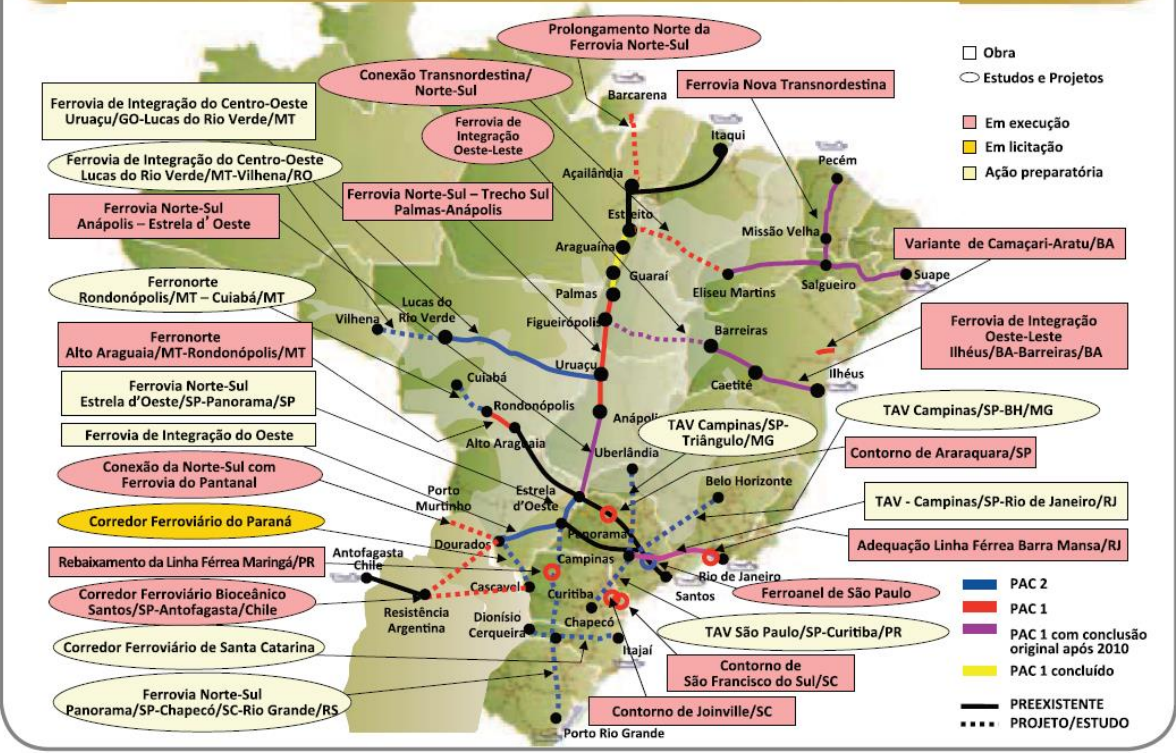 Prolongamento Norte da
Ferrovia Norte-Sul
Conexão Transnordestina/
Norte-Sul
Barcarena
Ferrovia Nova Transnordestina
Obra
Estudos e Projetos
Em execução
Em licitação
Ação preparatória
Ferrovia de Integração do Centro-Oeste
Uruaçu/GO-Lucas do Rio Verde/MT
Ferrovia de
Integração
Oeste-Leste
Itaqui
Pecém
Ferrovia de Integração do Centro-Oeste
Lucas do Rio Verde/MT-Vilhena/RO
Açailândia
Ferrovia Norte-Sul – Trecho Sul
Palmas-Anápolis
Ferrovia Norte-Sul
Anápolis – Estrela d’ Oeste
Estreito
Missão Velha
Variante de Camaçari-Aratu/BA
Araguaína
Guaraí
Eliseu Martins
Salgueiro
Suape
Ferronorte
Rondonópolis/MT – Cuiabá/MT
Palmas
Lucas do
Rio Verde
Vilhena
Figueirópolis
Barreiras
Ferrovia de Integração
Oeste-Leste
Ilhéus/BA-Barreiras/BA
Ferronorte
Alto Araguaia/MT-Rondonópolis/MT
Uruaçu
Caetité
Ilhéus
Cuiabá
Ferrovia Norte-Sul
Estrela d’Oeste/SP-Panorama/SP
Rondonópolis
Anápoli
TAV Campinas/SP-
Triângulo/MG
TAV Campinas/SP-BH/MG
Ferrovia de Integração do Oeste
Alto Araguaia
Uberlândia
Contorno de Araraquara/SP
Conexão da Norte-Sul com
Ferrovia do Pantanal
Belo Horizonte
Porto
Murtinho
Estrela
d’Oeste
TAV - Campinas/SP-Rio de Janeiro/RJ
Corredor Ferroviário do Paraná
Panorama
Dourados
Adequação Linha Férrea Barra Mansa/RJ
Rebaixamento da Linha Férrea Maringá/PR
Antofagasta
Chile
Campinas
Rio de Janeiro
Corredor Ferroviário Bioceânico
Santos/SP-Antofagasta/Chile
Cascavel
Curitiba
Santos
Ferroanel de São Paulo
PAC 2
PAC 1
PAC 1 com conclusão
original após 2010
PAC 1 concluído
Resistência
Argentina
Dionísio
Cerqueira
Chapecó
TAV São Paulo/SP-Curitiba/PR
Corredor Ferroviário de Santa Catarina
Itajaí
Contorno de
São Francisco do Sul/SC
Ferrovia Norte-Sul
Panorama/SP-Chapecó/SC-Rio Grande/RS
Contorno de Joinville/SC
PREEXISTENTE
PROJETO/ESTUDO
Porto Rio Grande